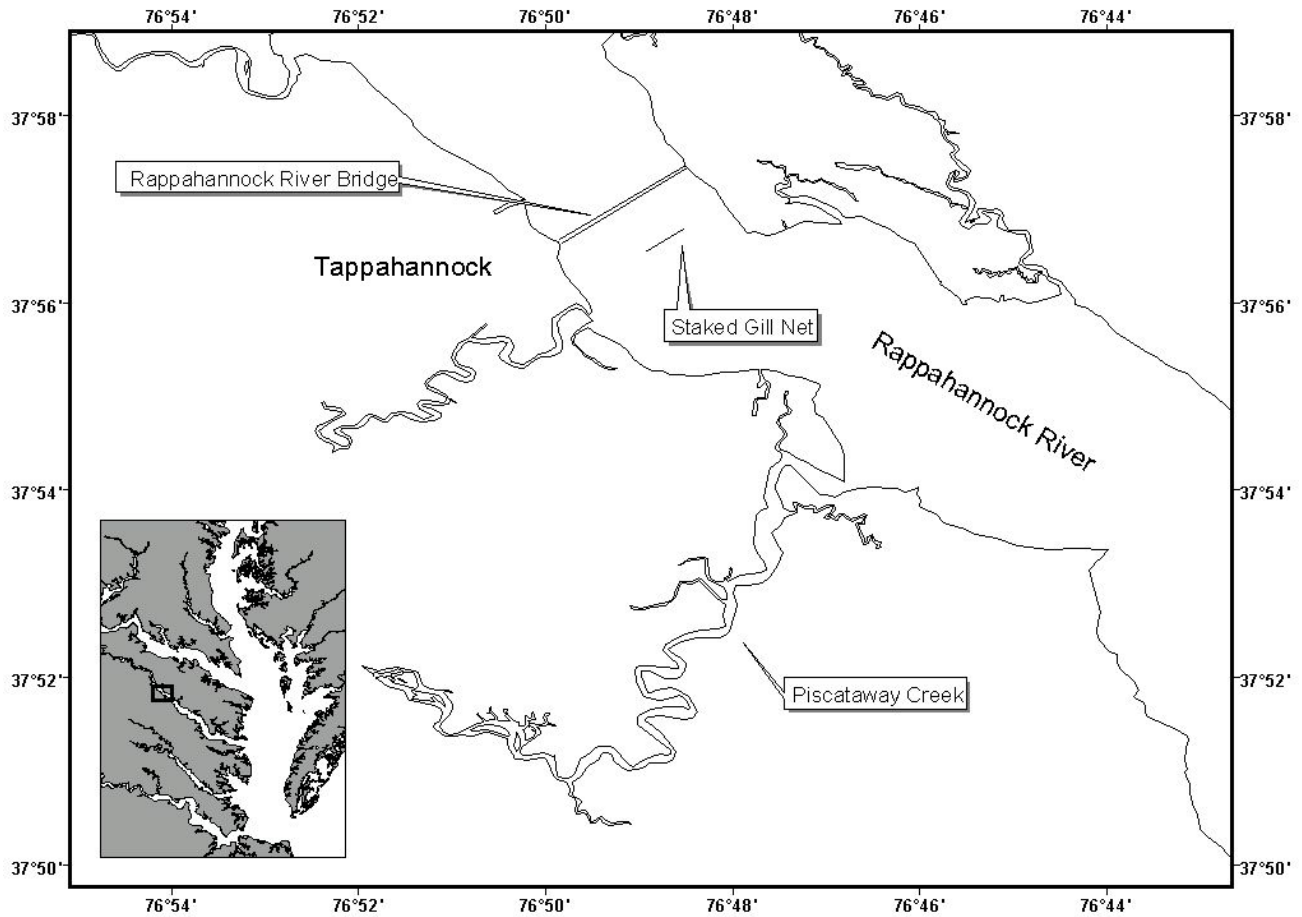 76°54' 76°52' 76°50' 76°48' 76°46' 76°44'
37°58' 37°58'
Rappahannock River Bridge
Tappahannock
37°56' 37°56'
Staked Gill Net
Rappahannock River
37°54' 37°54'
37°52' 37°52'
Piscataway Creek
37°50' 37°50'
76°54' 76°52' 76°50' 76°48' 76°46' 76°44'